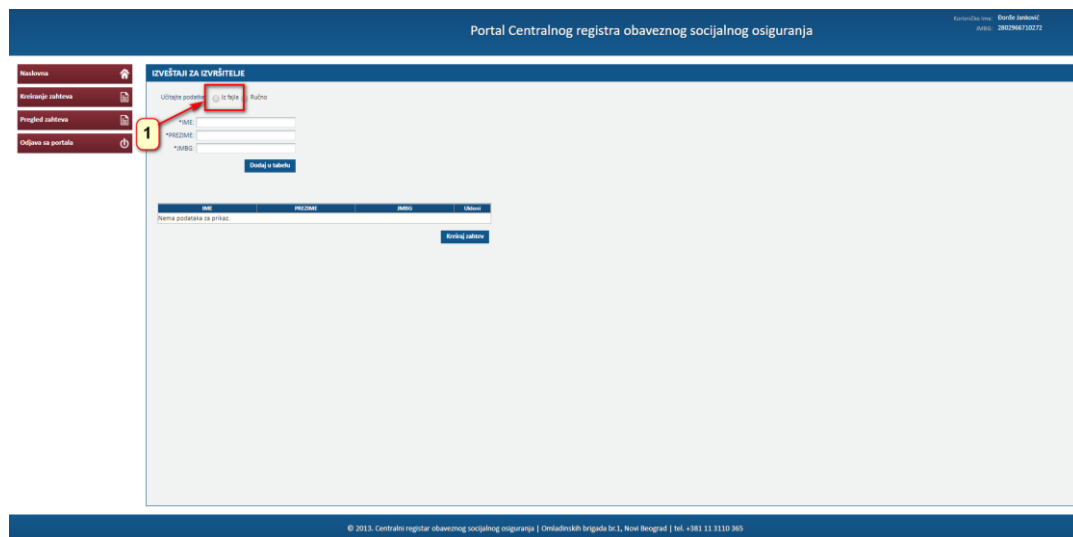 Portal Centralnog registra obaveznog socijalnog osiguranja
Korisničko ime: Đorđe Janković
JMBG: 2802966710272
Naslovna
Kreiranje zahteva
Pregled zahteva
Odjava sa portala
IZVEŠTAJI ZA IZVRŠITELJE
Učitajte Iz fajla Ručno
1
*IME:
*PREZIME:
*JMBG:
Dodaj u tabelu
IME PREZIME JMBG Ukloni
Nema podataka za prikaz.
Kreiraj zahtev
© 2013. Centralni registar obaveznog socijalnog osiguranja | Omladinskih brigada br.1, Novi Beograd | tel. +381 11 3110 365